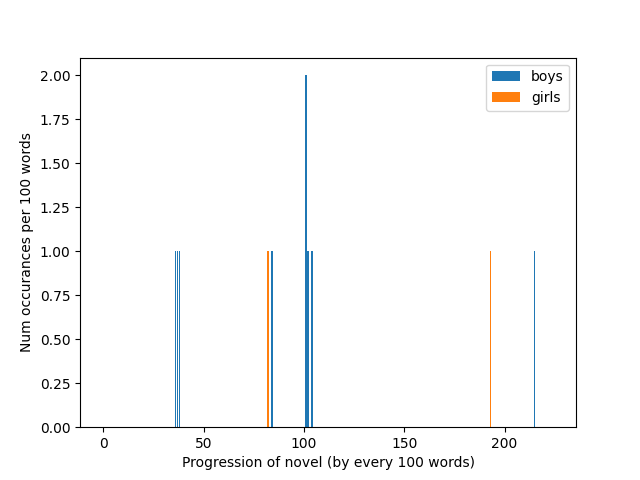 2.00
1.75
1.50
1.25
1.00
0.75
0.50
0.25
0.00
Num occurances per 100 words
boys
girls
0 50 100 150 200
Progression of novel (by every 100 words)